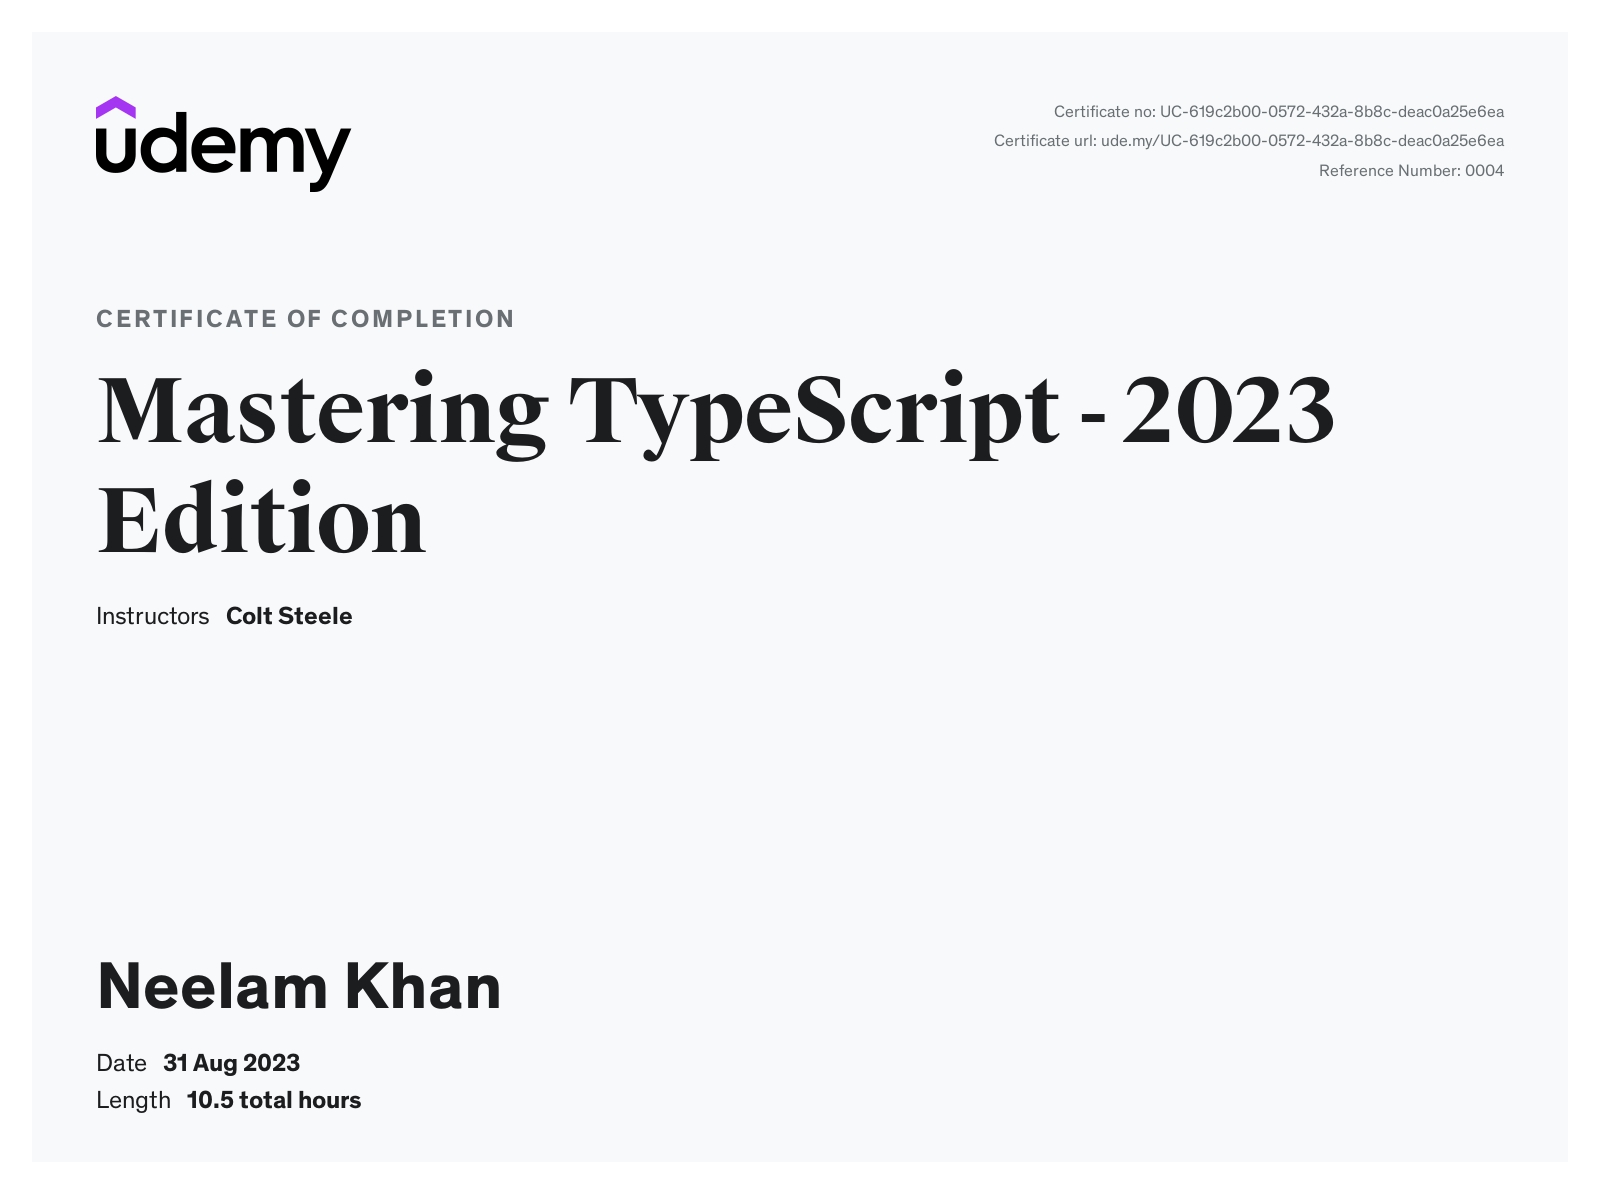 udemy
Certificate no: UC-619c2b00-0572-432a-8b8c-deac0a25e6ea
Certificate url: ude.my/UC-619c2b00-0572-432a-8b8c-deac0a25e6ea
Reference Number: 0004
CERTIFICATE OF COMPLETION
Mastering TypeScript - 2023
Edition
Instructors Colt Steele
Neelam Khan
Date 31 Aug 2023
Length 10.5 total hours